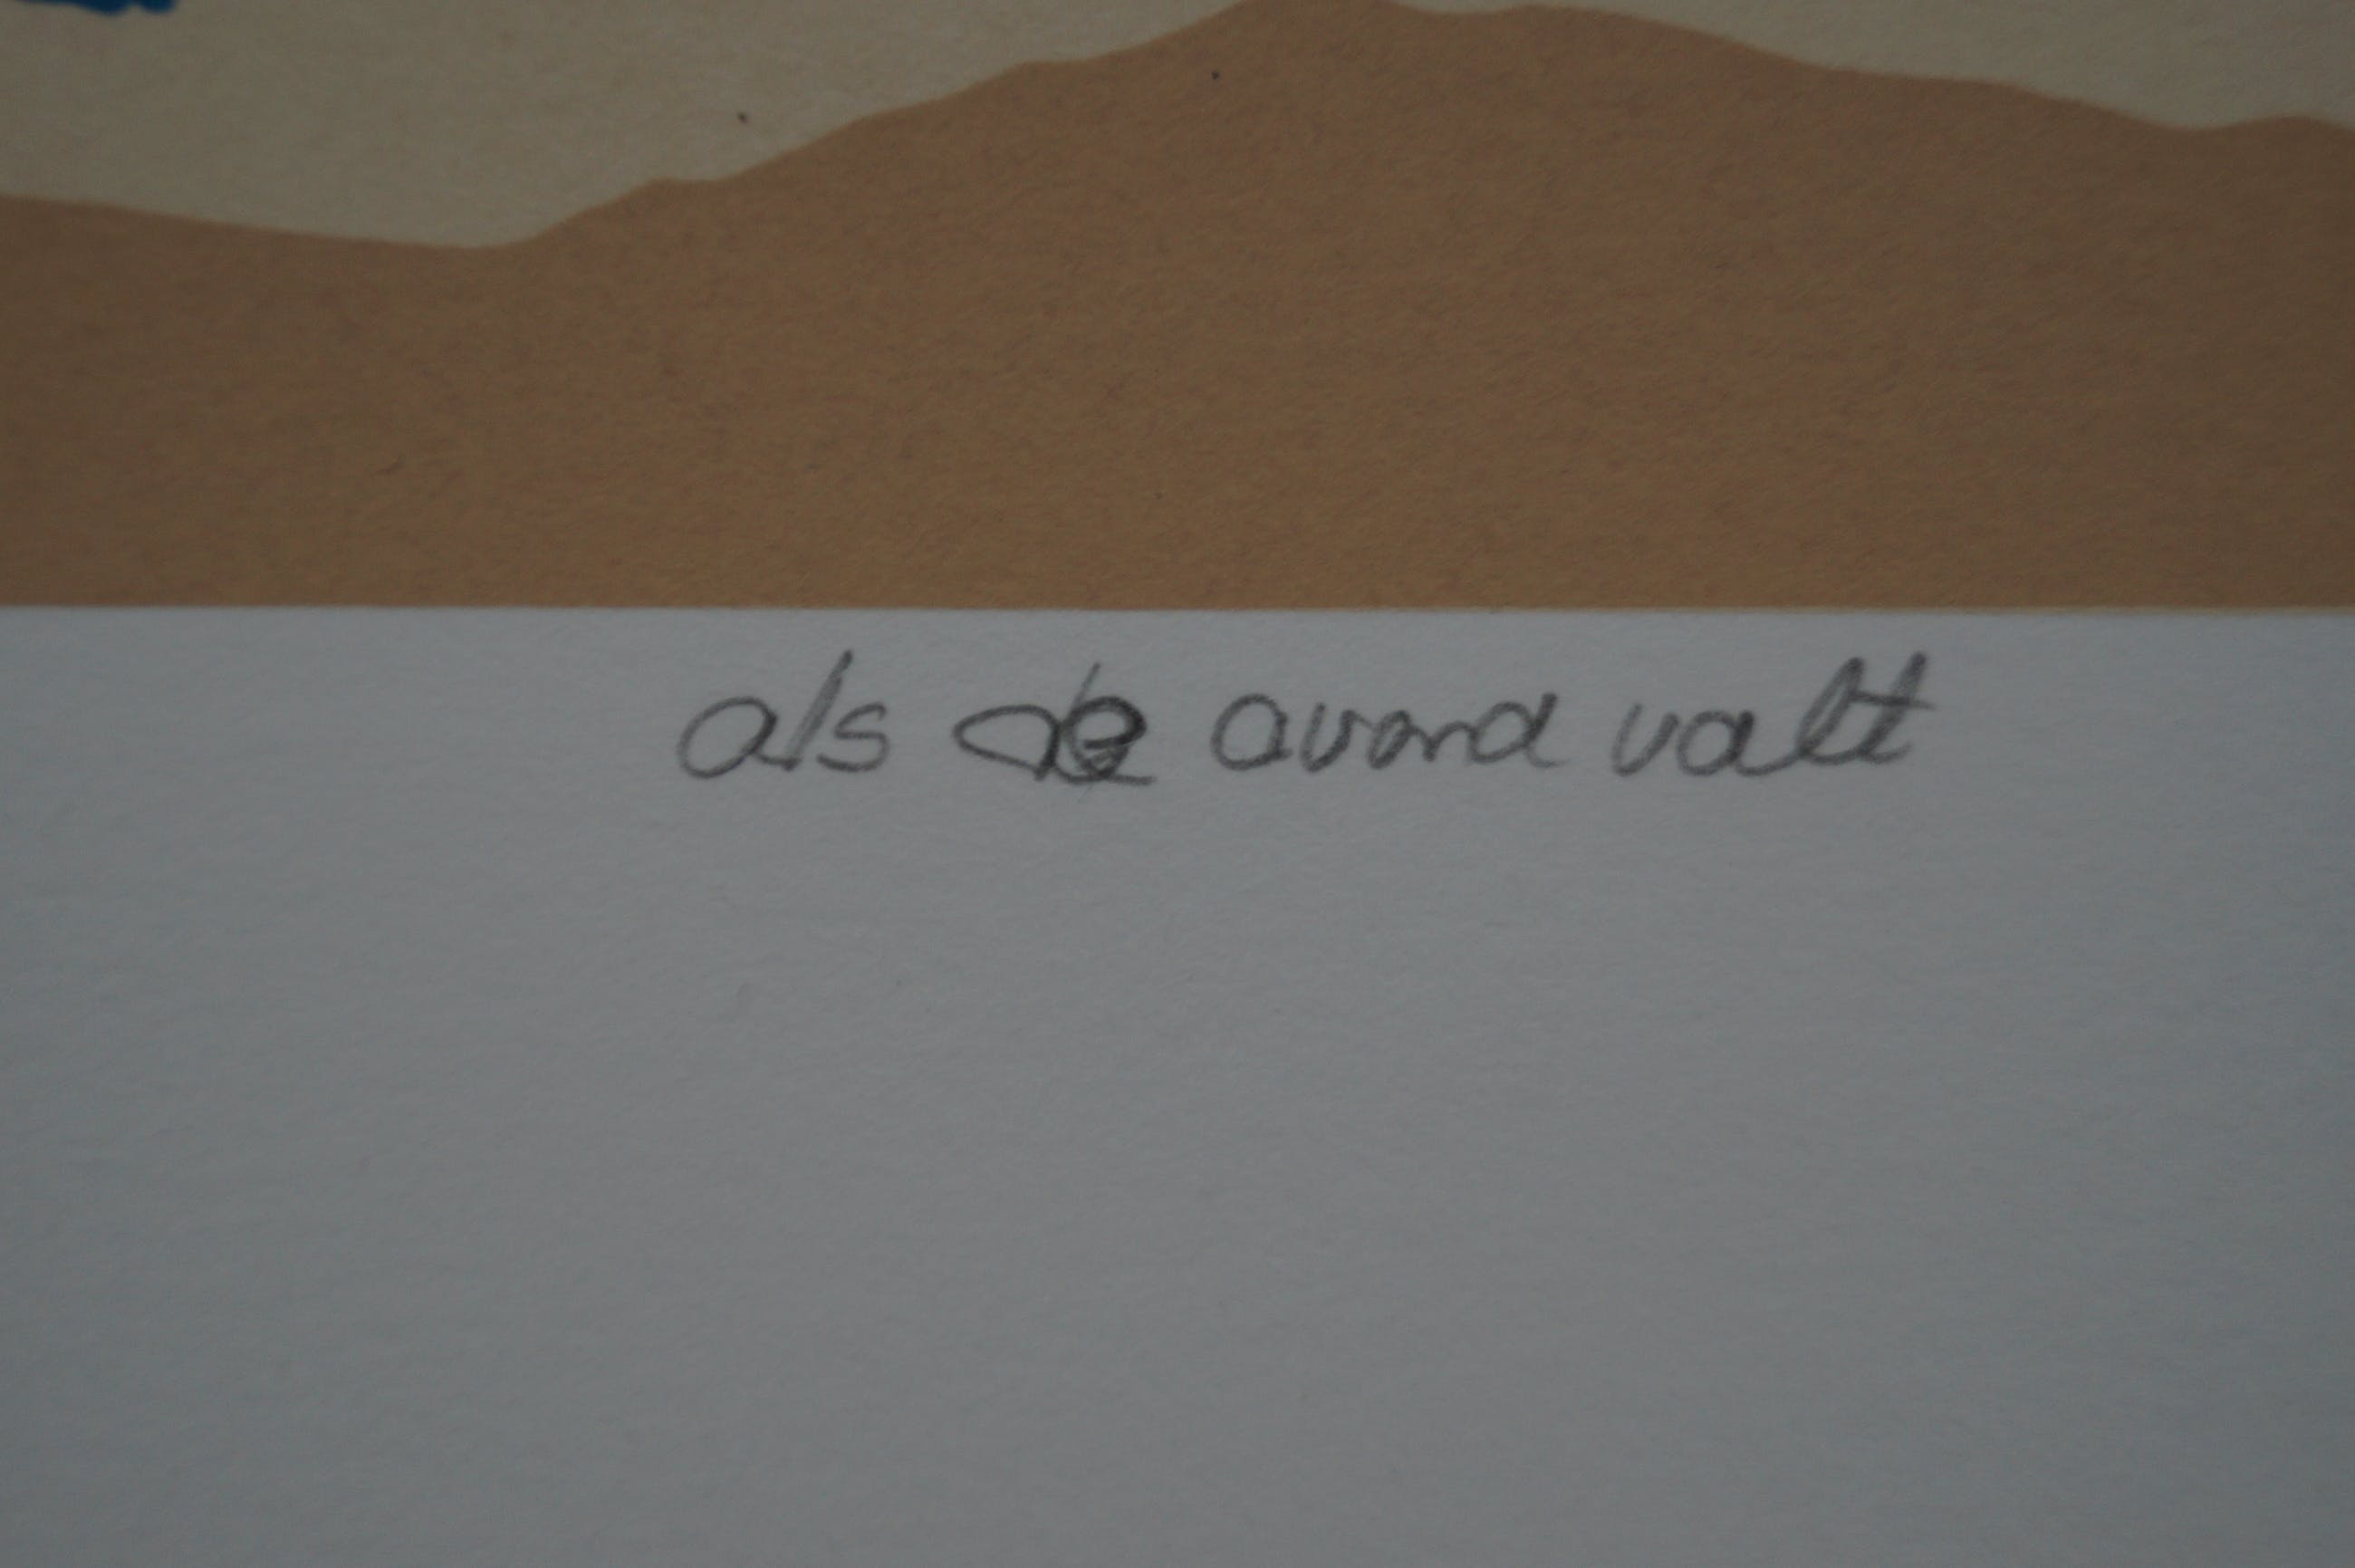 als de avond valt